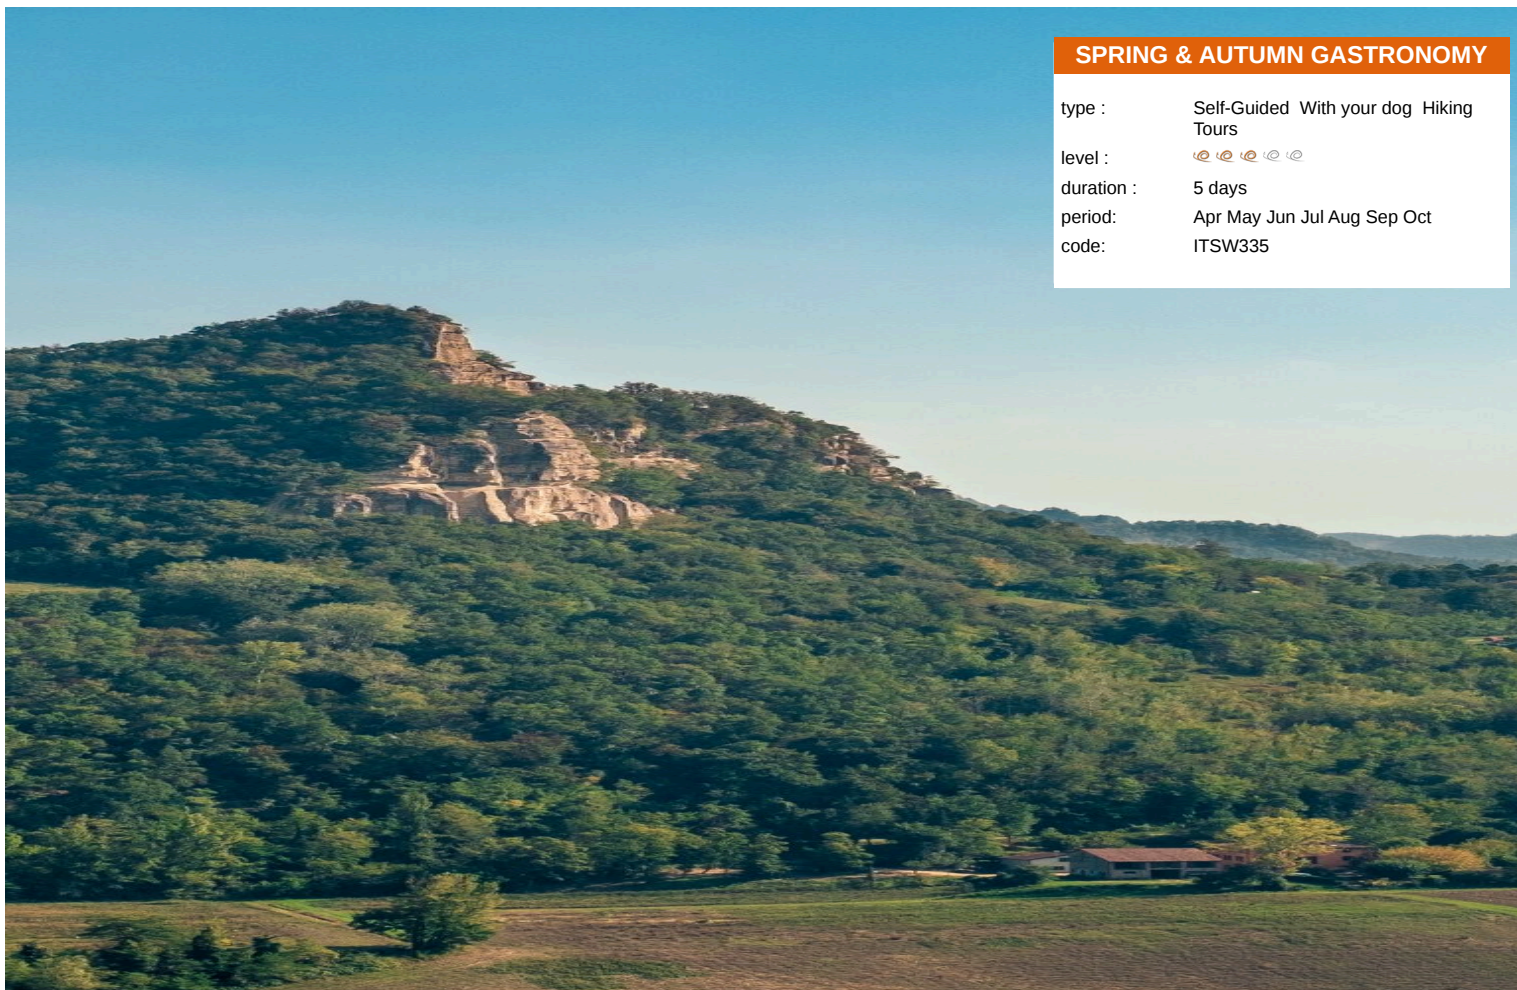 SPRING & AUTUMN GASTRONOMY
type : Self-Guided With your dog Hiking
Tours
level :
duration : 5 days
period: Apr May Jun Jul Aug Sep Oct
code: ITSW335